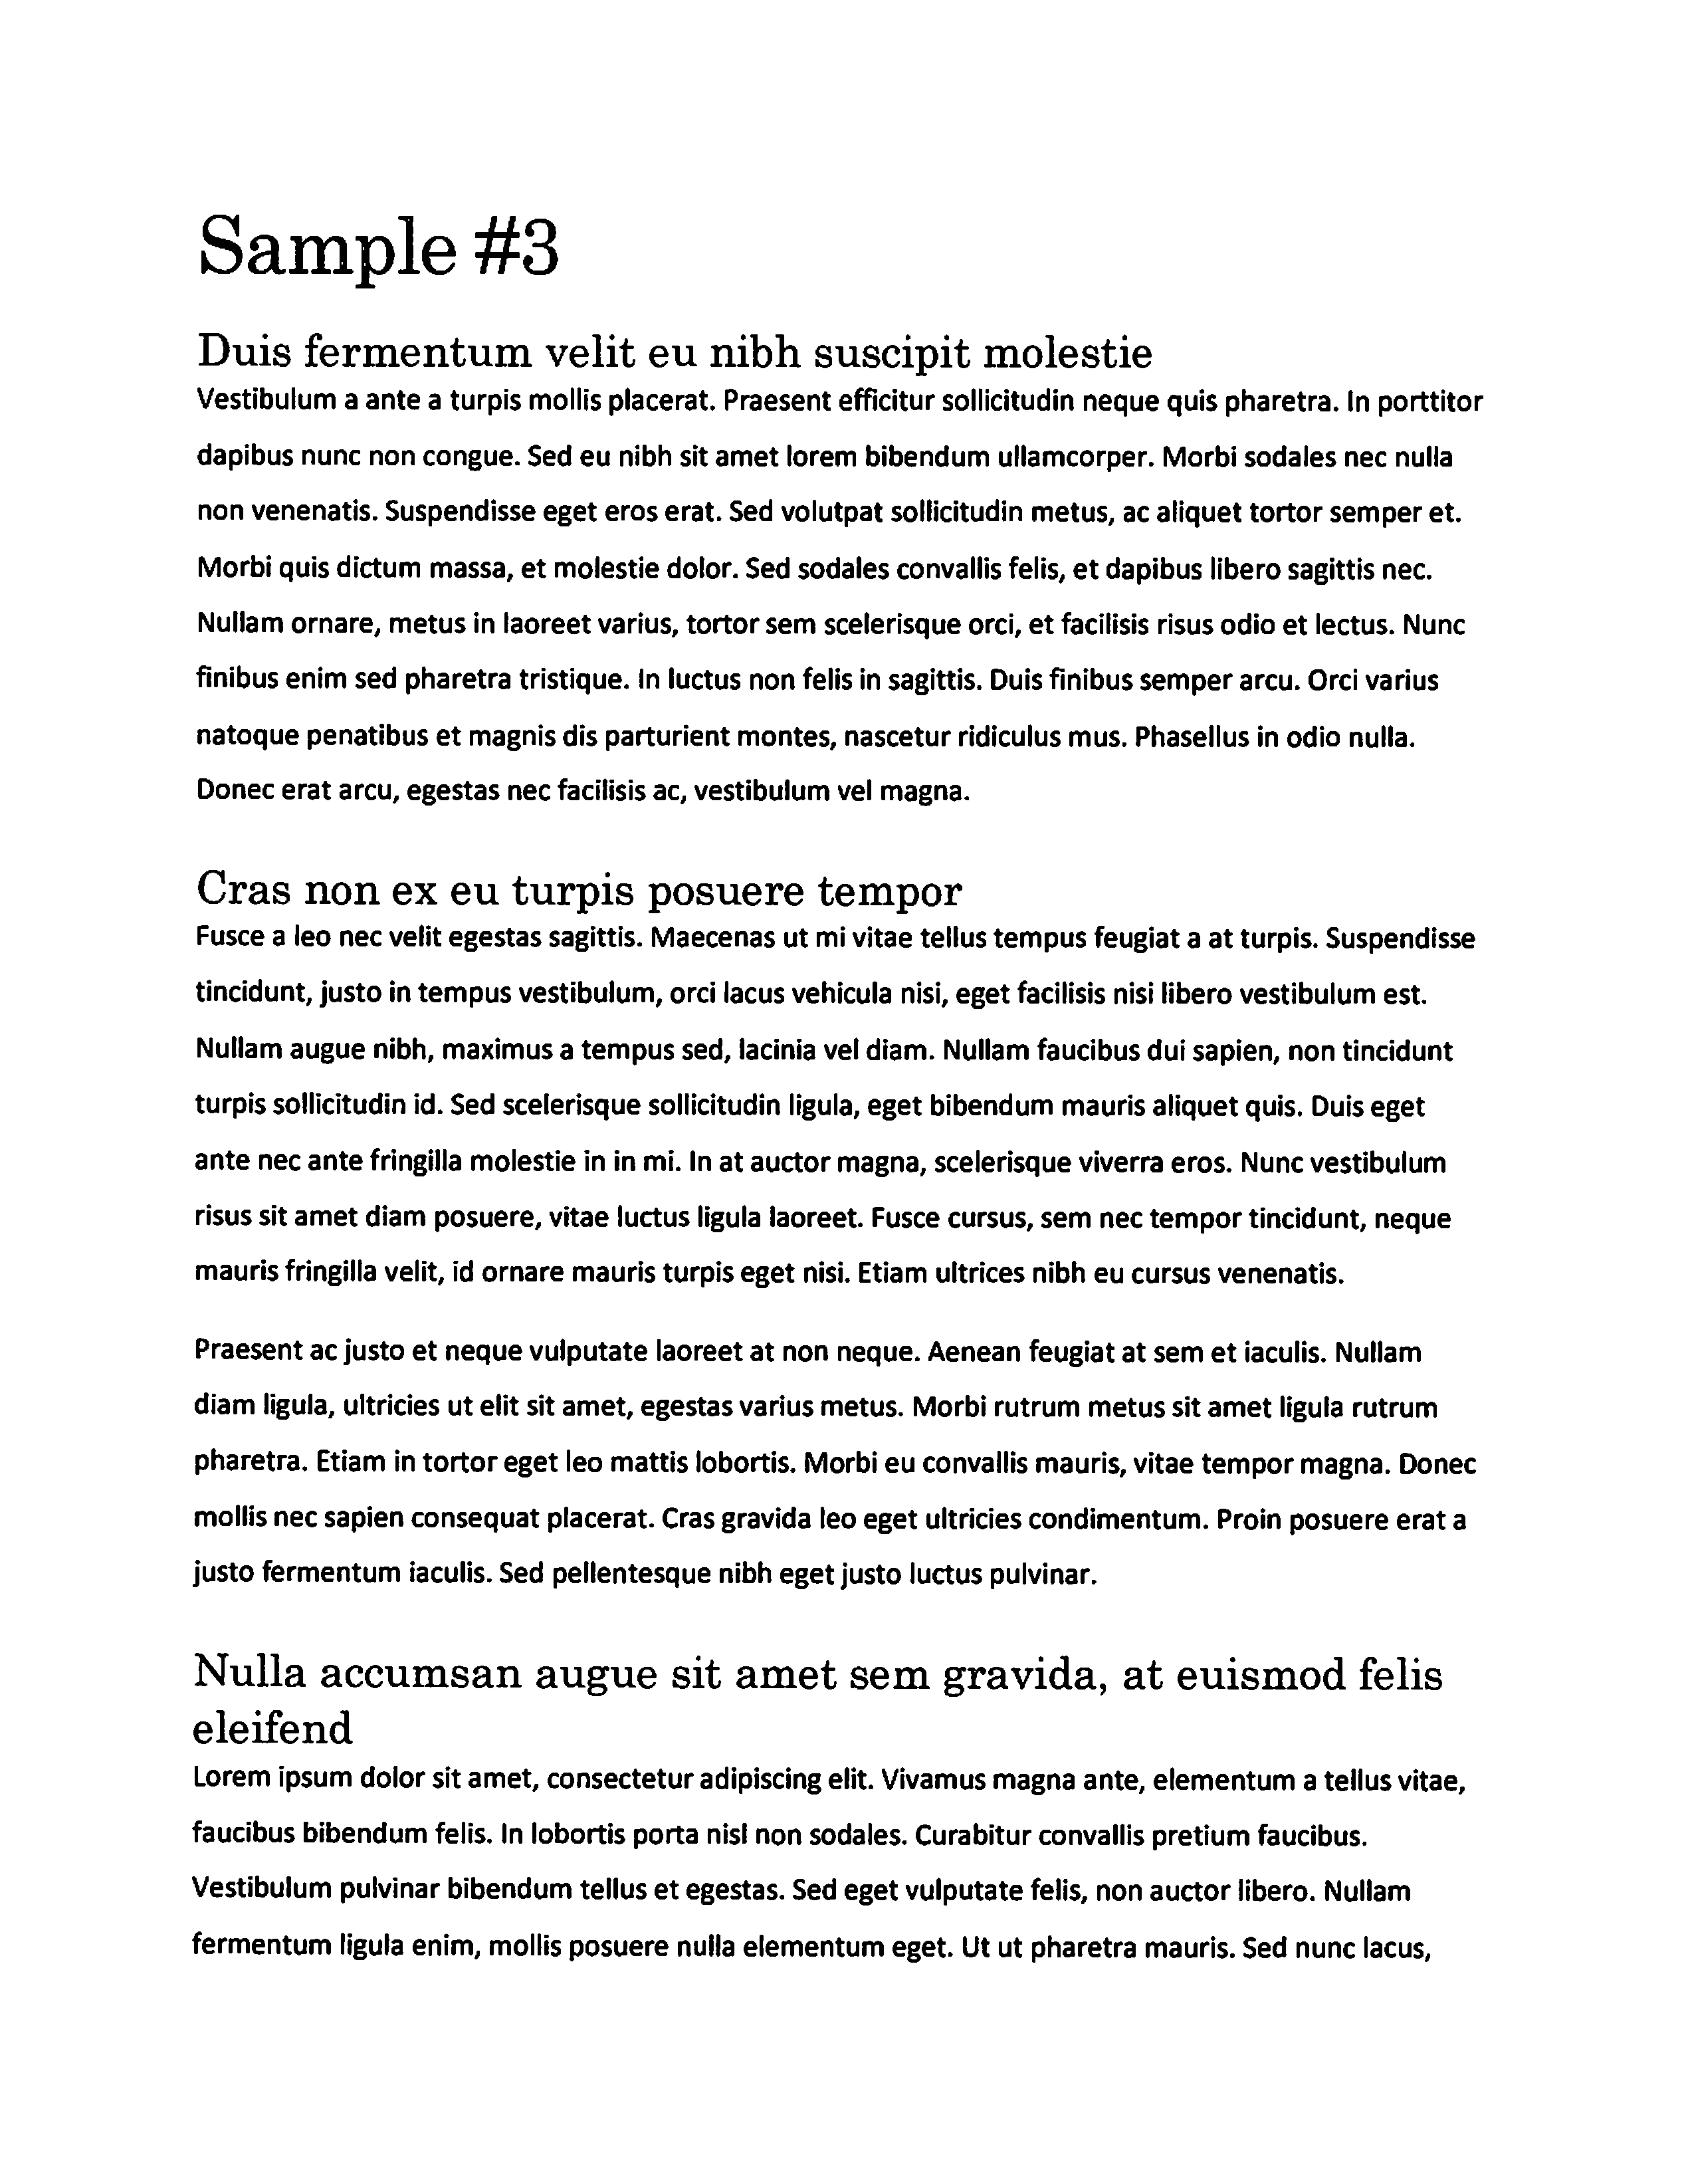 Sample #3
Duis fermentum velit eu nibh suscipit molestie
Vestibulum a ante a turpis mollis placerat. Praesent efficitur sollicitudin neque quis pharetra. In porttitor
dapibus nunc non congue. Sed eu nibh sit amet lorem bibendum ullamcorper. Morbi sodales nec nulla
non venenatis. Suspendisse eget eros erat. Sed volutpat sollicitudin metus, ac aliquet tortor semper et.
Morbi quis dictum massa, et molestie dolor. Sed sodales convallis felis, et dapibus libero sagittis nec.
Nullam ornare, metus in laoreet varius, tortor sem scelerisque orci, et facilisis risus odio et lectus. Nunc
finibus enim sed pharetra tristique. In luctus non felis in sagittis. Duis finibus semper arcu. Orci varius
natoque penatibus et magnis dis parturient montes, nascetur ridiculus mus. Phasellus in odio nulla.
Donec erat arcu, egestas nec facilisis ac, vestibulum vel magna.
Cras non ex eu turpis posuere tempor
Fusce a leo nec velit egestas sagittis. Maecenas ut mi vitae tellus tempus feugiat a at turpis. Suspendisse
tincidunt, justo in tempus vestibulum, orci lacus vehicula nisi, eget facilisis nisi libero vestibulum est.
Nullam augue nibh, maximus a tempus sed, lacinia vel diam. Nullam faucibus dui sapien, non tincidunt
turpis sollicitudin id. Sed scelerisque sollicitudin ligula, eget bibendum mauris aliquet quis. Duis eget
ante nec ante fringilla molestie in in mi. In at auctor magna, scelerisque viverra eros. Nunc vestibulum
risus sit amet diam posuere, vitae luctus ligula laoreet. Fusce cursus, sem nec tempor tincidunt, neque
mauris fringilla velit, id ornare mauris turpis eget nisi. Etiam ultrices nibh eu cursus venenatis.
Praesent ac justo et neque vulputate laoreet at non neque. Aenean feugiat at sem et iaculis. Nullam
diam ligula, ultricies ut elit sit amet, egestas varius metus. Morbi rutrum metus sit amet ligula rutrum
pharetra. Etiam in tortor eget leo mattis lobortis. Morbi eu convallis mauris, vitae tempor magna. Donec
mollis nec sapien consequat placerat. Cras gravida leo eget ultricies condimentum. Proin posuere erat a
justo fermentum iaculis. Sed pellentesque nibh eget justo luctus pulvinar.
Nulla accumsan augue sit amet sem gravida, at euismod felis
eleifend
Lorem ipsum dolor sit amet, consectetur adipiscing elit. Vivamus magna ante, elementum a tellus vitae,
faucibus bibendum felis. In lobortis porta nisl non sodales. Curabitur convallis pretium faucibus.
Vestibulum pulvinar bibendum tellus et egestas. Sed eget vulputate felis, non auctor libero. Nullam
fermentum ligula enim, mollis posuere nulla elementum eget. Ut ut pharetra mauris. Sed nunc lacus,